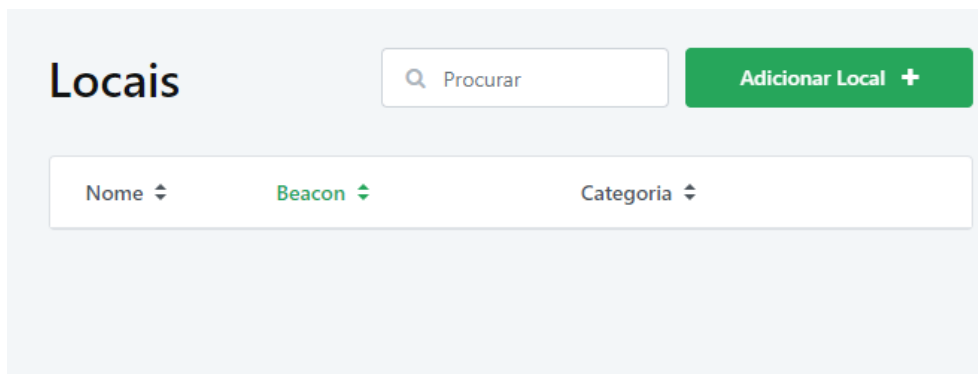 Locais
Procurar
Adicionar Local +
Nome
Beacon
Categoria